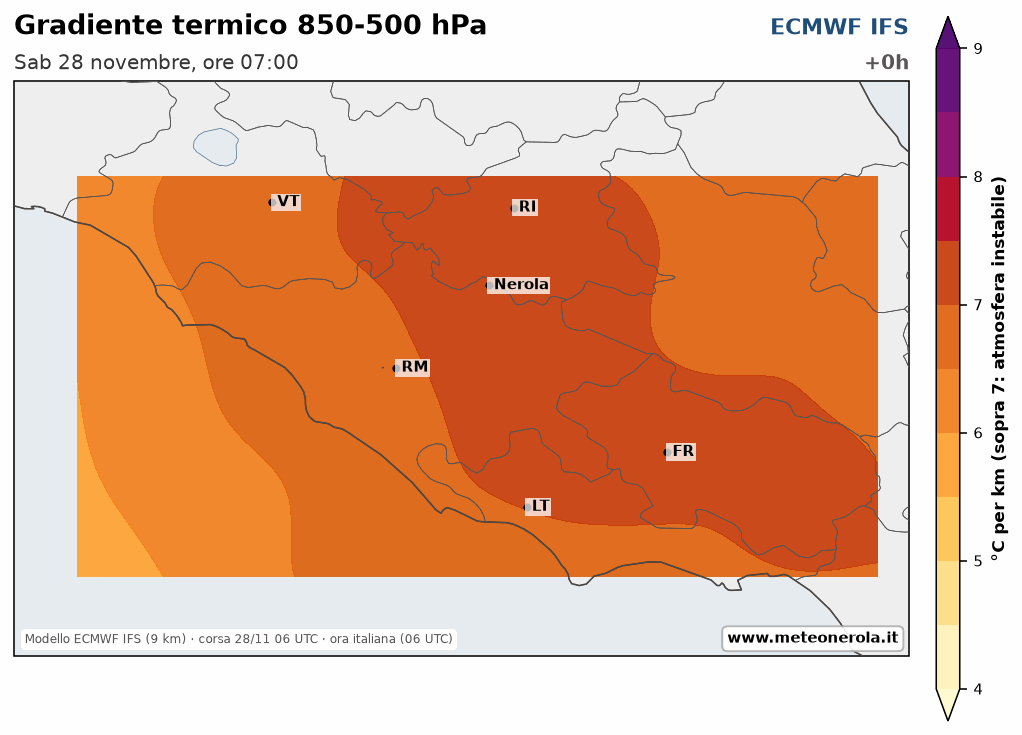 Gradiente termico 850-500 hPa
ECMWF IFS
Sab 28 novembre, ore 07:00
+0h
VT
RI
Nerola
RM
FR
LT
Modello ECMWF IFS (9 km) · corsa 28/11 06 UTC · ora italiana (06 UTC)
www.meteonerola.it
9
8
7
6
5
4
°C per km (sopra 7: atmosfera instabile)